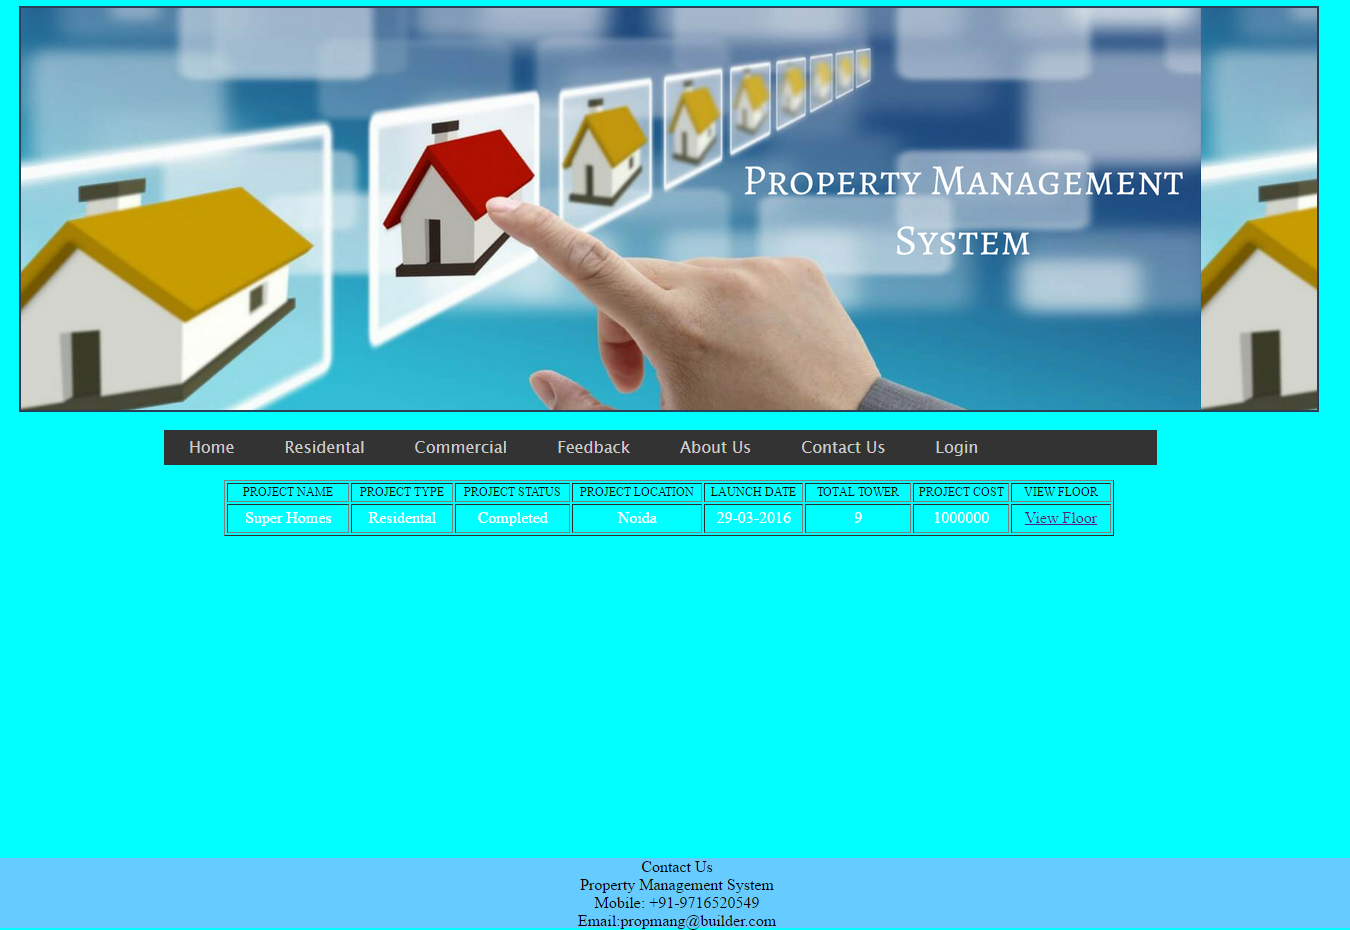 Property Management
System
Home Residental Commercial Feedback About Us Contact Us Login
PROJECT NAME PROJECT TYPE PROJECT STATUS PROJECT LOCATION LAUNCH DATE TOTAL TOWER PROJECT COST VIEW FLOOR
Super Homes Residental Completed Noida 29-03-2016 9 1000000 View Floor
Contact Us
Property Management System
Mobile: +91-9716520549
Email:propmang@builder.com